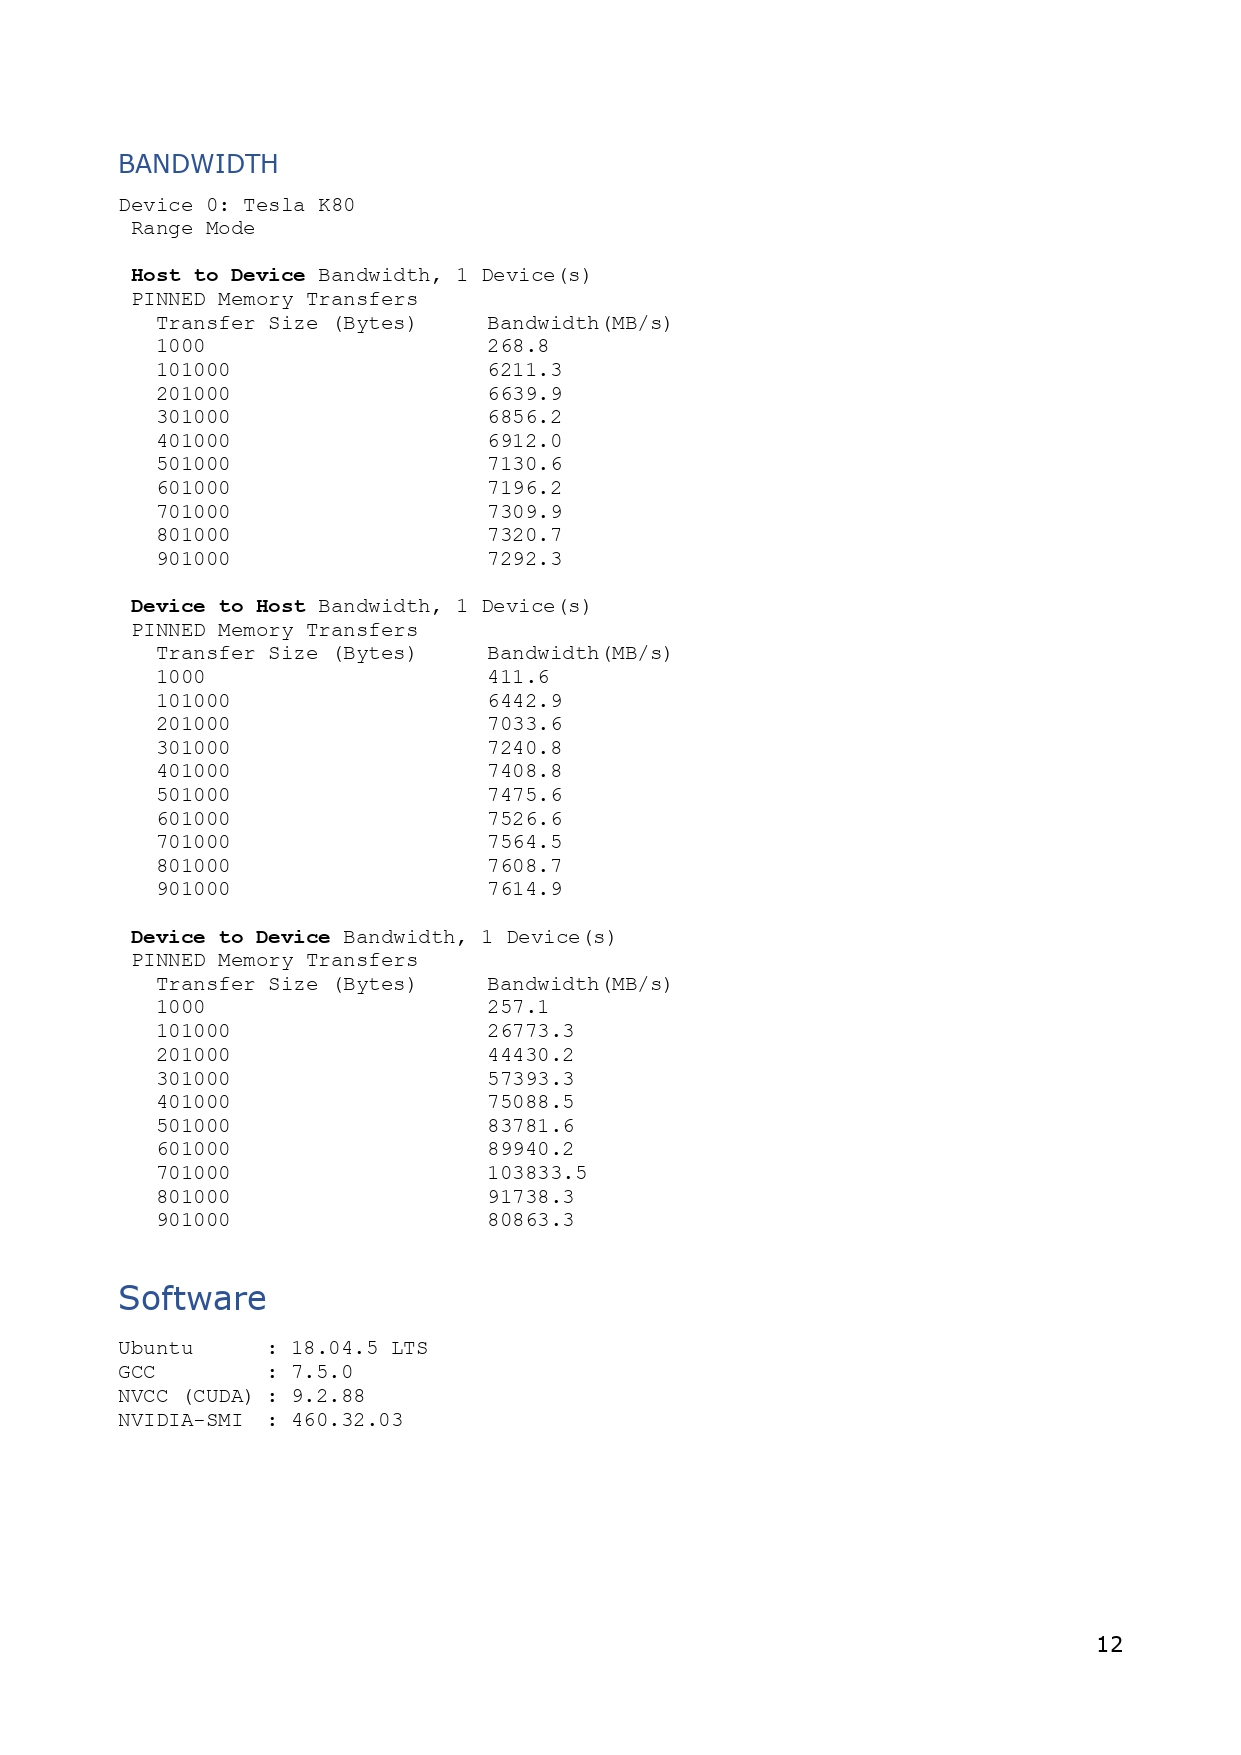 BANDWIDTH
Device 0: Tesla K80
Range Mode
Host to Device Bandwidth, 1 Device(s)
PINNED Memory Transfers
Transfer Size (Bytes) Bandwidth(MB/s)
1000 268.8
101000 6211.3
201000 6639.9
301000 6856.2
401000 6912.0
501000 7130.6
601000 7196.2
701000 7309.9
801000 7320.7
901000 7292.3
Device to Host Bandwidth, 1 Device(s)
PINNED Memory Transfers
Transfer Size (Bytes) Bandwidth(MB/s)
1000 411.6
101000 6442.9
201000 7033.6
301000 7240.8
401000 7408.8
501000 7475.6
601000 7526.6
701000 7564.5
801000 7608.7
901000 7614.9
Device to Device Bandwidth, 1 Device(s)
PINNED Memory Transfers
Transfer Size (Bytes) Bandwidth(MB/s)
1000 257.1
101000 26773.3
201000 44430.2
301000 57393.3
401000 75088.5
501000 83781.6
601000 89940.2
701000 103833.5
801000 91738.3
901000 80863.3
Software
Ubuntu : 18.04.5 LTS
GCC : 7.5.0
NVCC (CUDA) : 9.2.88
NVIDIA-SMI : 460.32.03
12